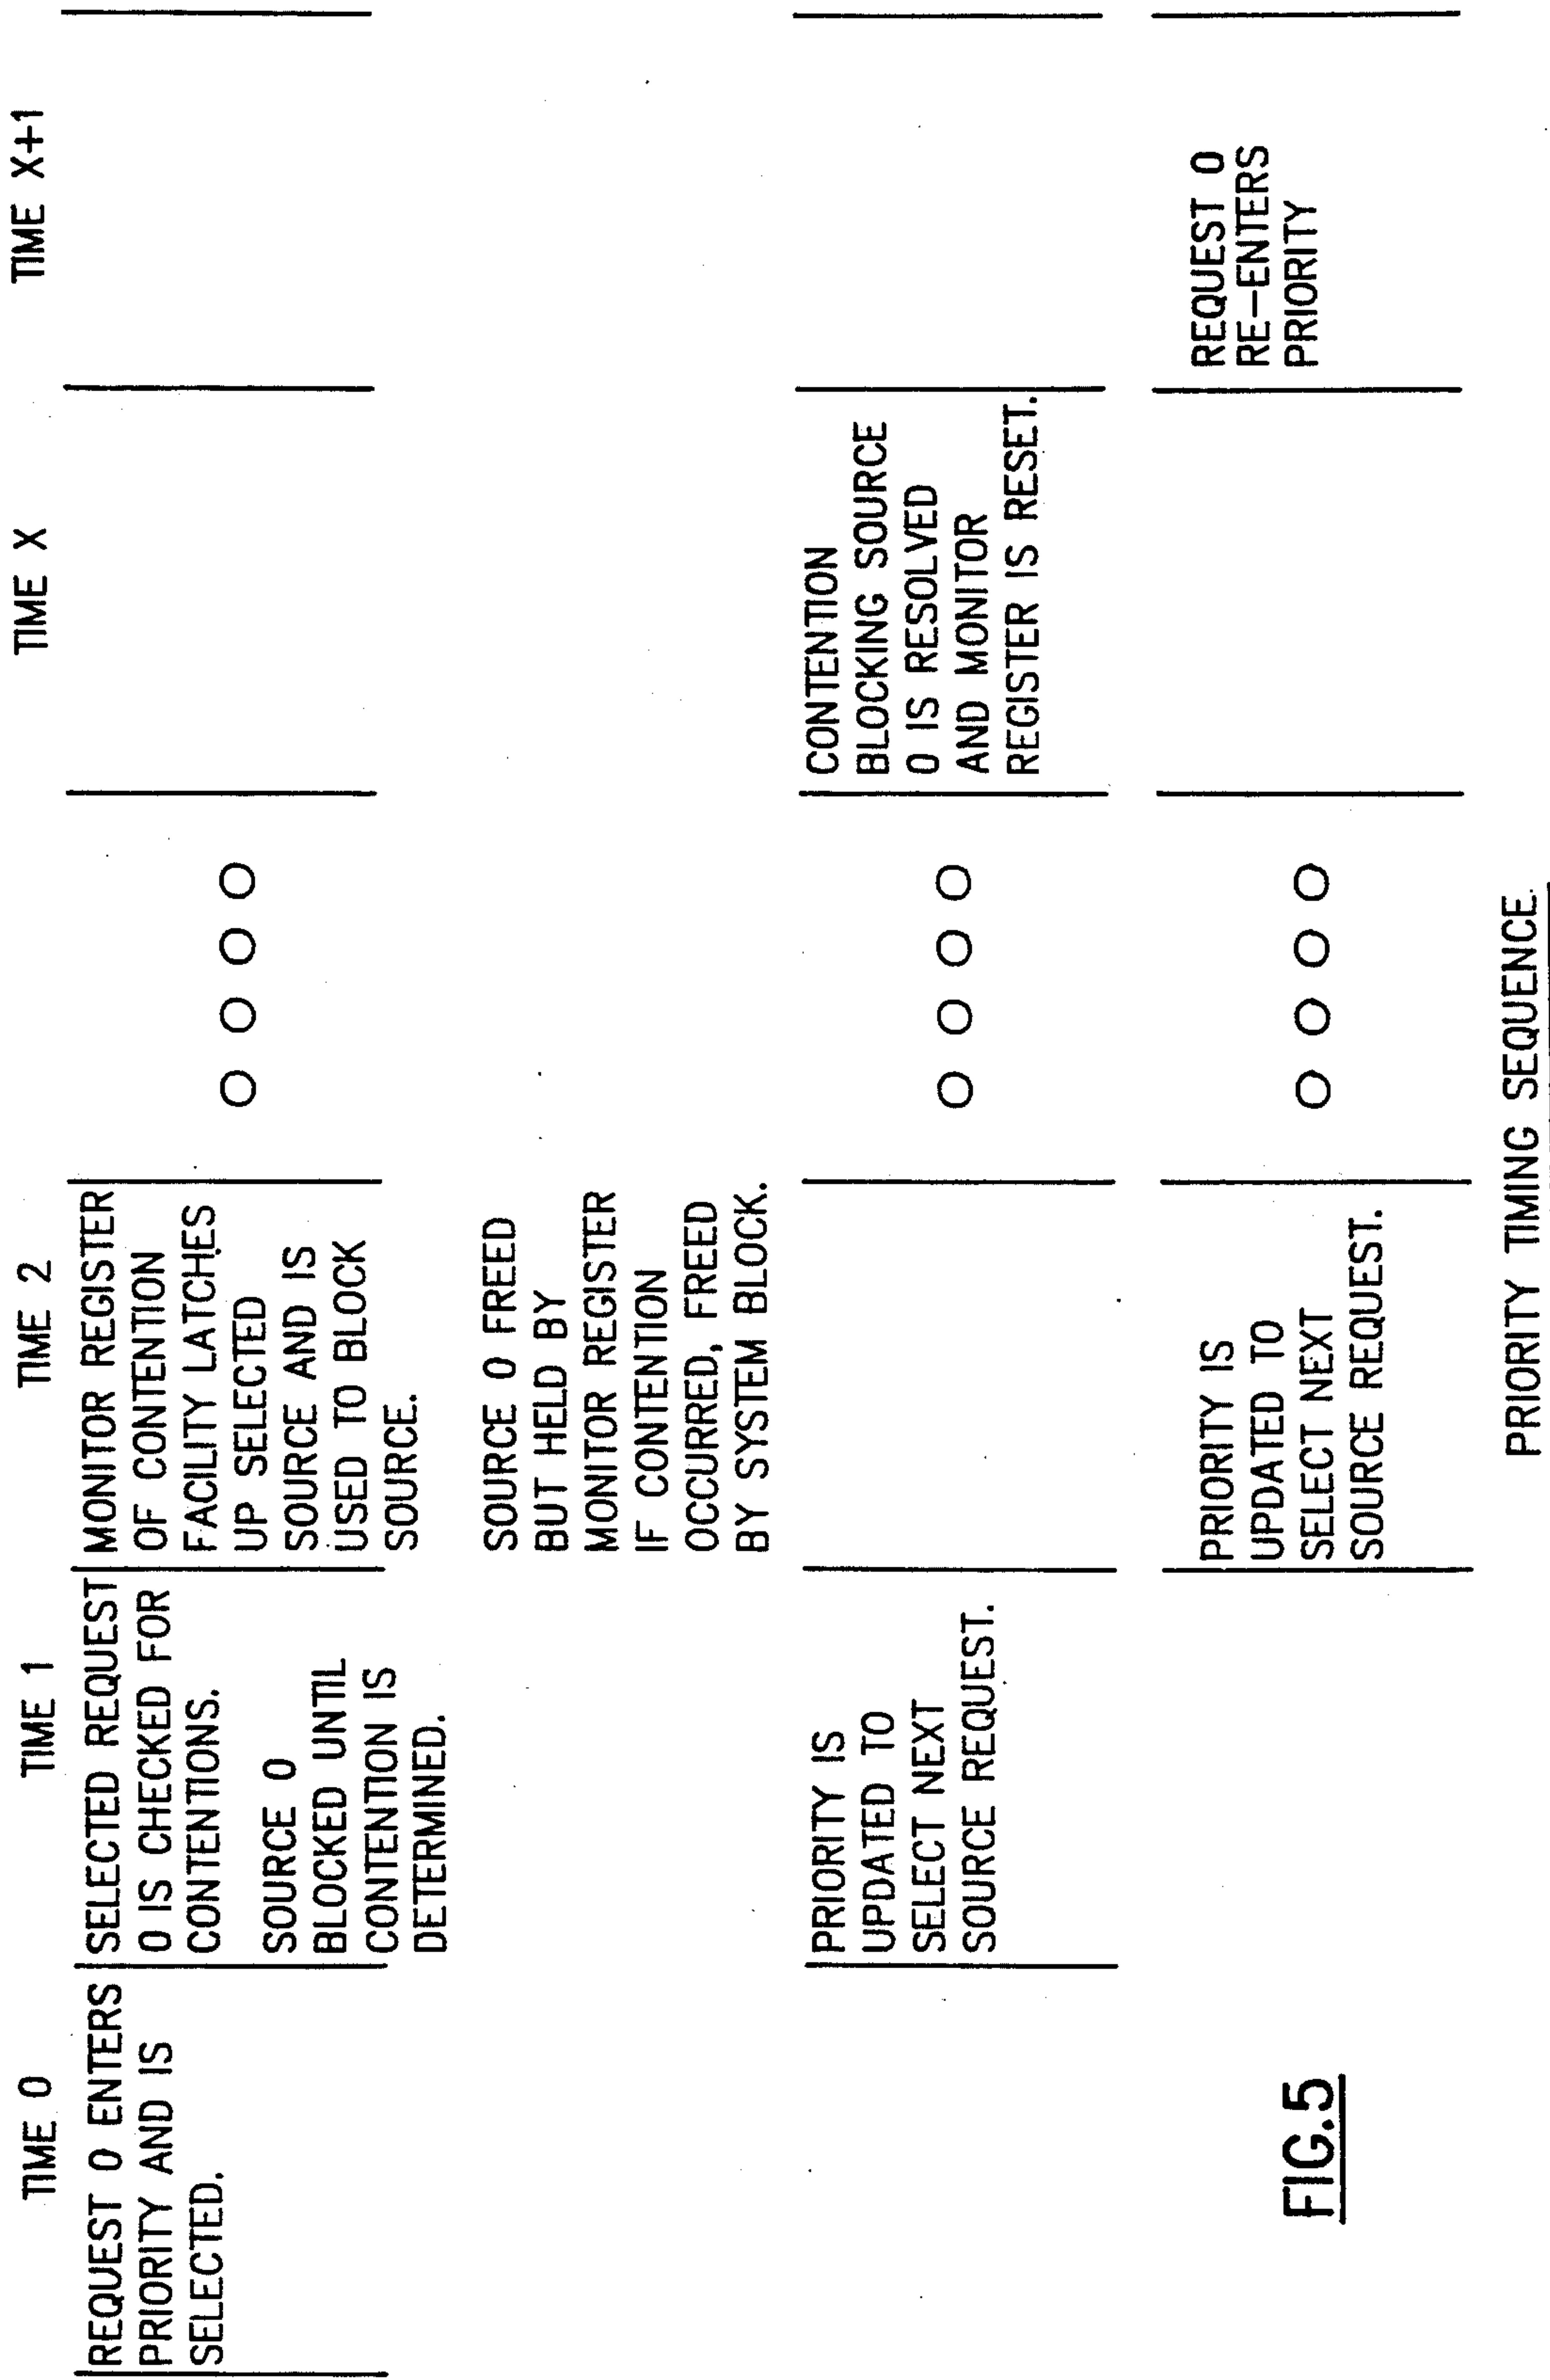 TIME 0
TIME 1
TIME 2
TIME X
TIME X+1
REQUEST 0 ENTERS
PRIORITY AND IS
SELECTED.
SELECTED REQUEST
0 IS CHECKED FOR
CONTENTIONS.
SOURCE 0
BLOCKED UNTIL
CONTENTION IS
DETERMINED.
MONITOR REGISTER
OF CONTENTION
FACILITY LATCHES
UP SELECTED
SOURCE AND IS
USED TO BLOCK
SOURCE.
SOURCE 0 FREED
BUT HELD BY
MONITOR REGISTER
IF CONTENTION
OCCURRED, FREED
BY SYSTEM BLOCK.
PRIORITY IS
UPDATED TO
SELECT NEXT
SOURCE REQUEST.
CONTENTION
BLOCKING SOURCE
0 IS RESOLVED
AND MONITOR
REGISTER IS RESET.
PRIORITY IS
UPDATED TO
SELECT NEXT
SOURCE REQUEST.
REQUEST 0
RE-ENTERS
PRIORITY
FIG.5
PRIORITY TIMING SEQUENCE